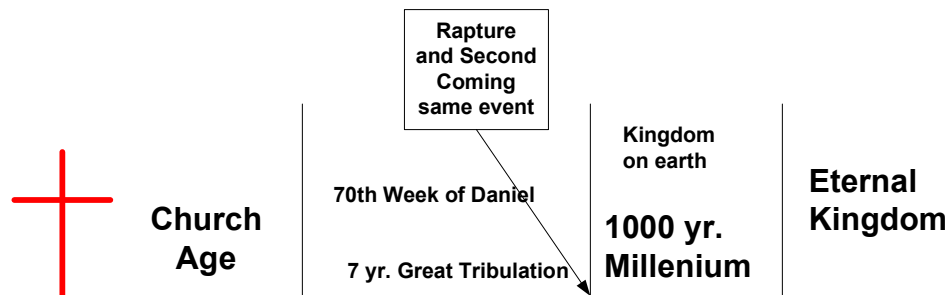 Rapture
and Second
Coming
same event
Church
Age
70th Week of Daniel
7 yr. Great Tribulation
Kingdom
on earth
1000 yr.
Millenium
Eternal
Kingdom